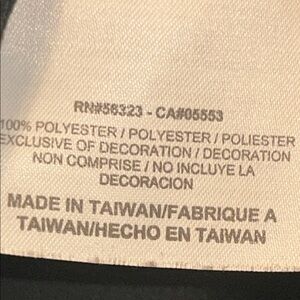 RN#56323 - CA#05553
100% POLYESTER / POLYESTER / POLIESTER
EXCLUSIVE OF DECORATION / DECORATION
NON COMPRISE / NO INCLUYE LA
DECORACION
MADE IN TAIWAN/FABRIQUE A
TAIWAN/HECHO EN TAIWAN